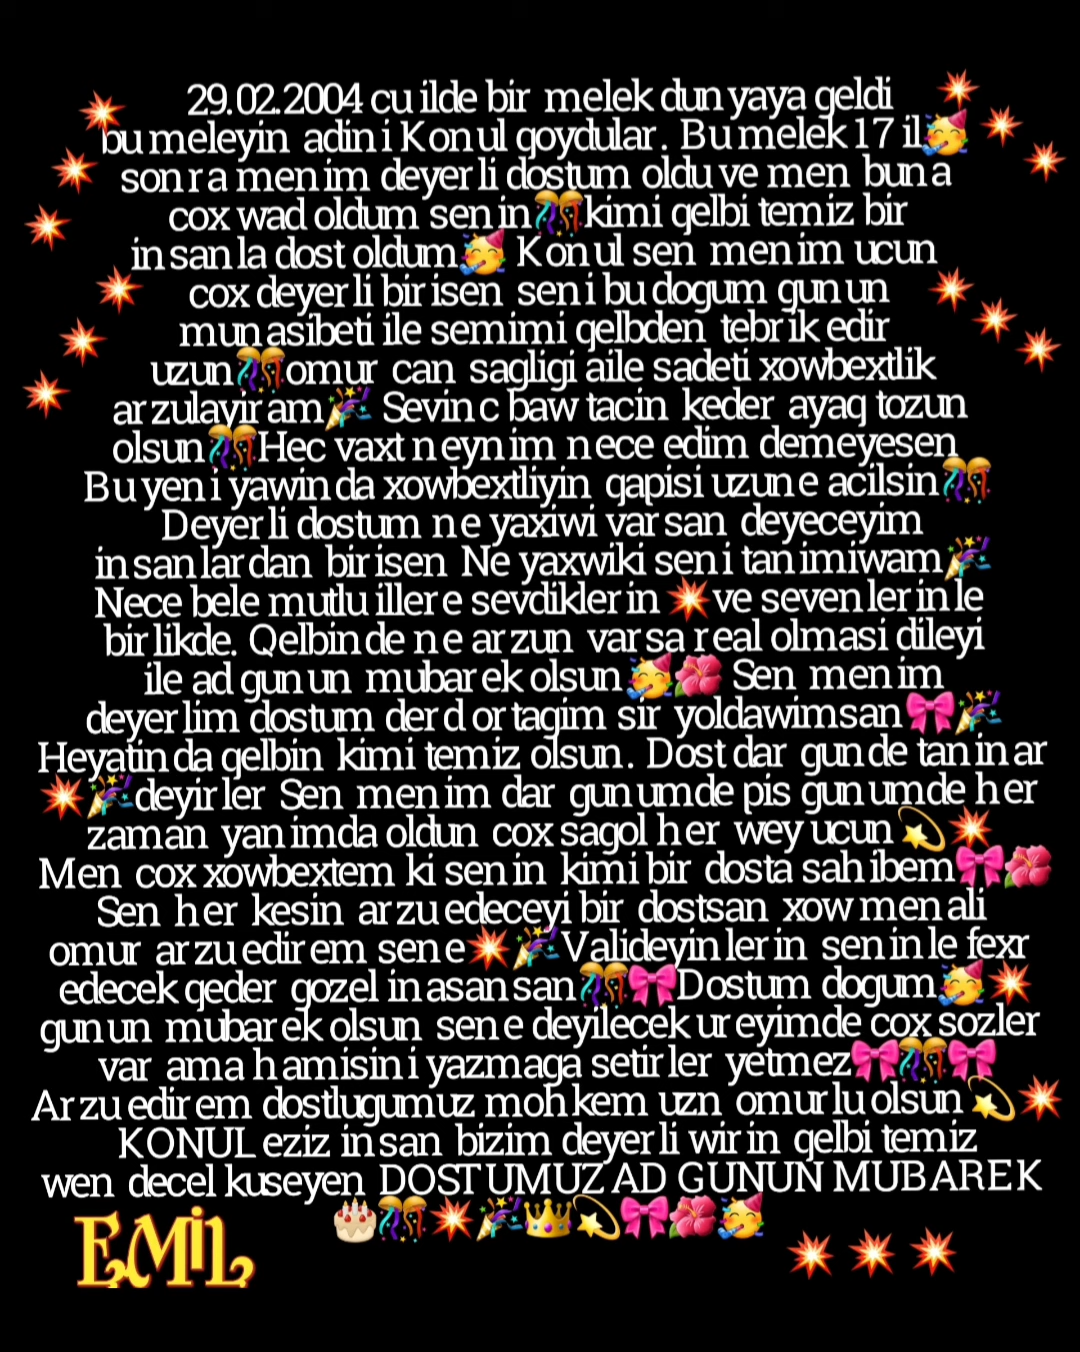 29.02.2004 cu ilde bir melek dunyaya geldi
bu meleyin adini Konul goydular. Bu melek 17 il🥳
sonra menim deyerli dostum oldu ve men buna
cox wad oldum senin🎊kimi gelbi temiz bir
insanla dost oldum🥳 Konul sen menim ucun
cox deyerli birisen seni bu dogum gunun
munasibeti ile semimi gelbden tebrik edir
uzun🎊omur can sagligi aile sadeti xowbextlik
arzulayiram🎉 Sevinc baw tacin keder ayaq tozun
olsun🎊Hec vaxt neynim nece edim demeyesen
Bu yeni yawinda xowbextliyin qapisi uzune acilsin🎊
Deyerli dostum ne yaxiwi varsan deyeceyim
insanlardan birisen Ne yaxwiki seni tanimiwam🎉
Nece bele mutlu illere sevdiklerin 💥ve sevenlerinle
birlikde. Qelbinde ne arzun varsa real olmasi dileyi
ile ad gunun mubarek olsun🥳🌺 Sen menim
deyerlim dostum derd ortagim sir yoldawimsan🎀🎉
Heyatinda gelbin kimi temiz olsun. Dost dar gunde taninar
💥🎉deyirler Sen menim dar gunumde pis gunumde her
zaman yanimda oldun cox sagol her wey ucun💫💥
Men cox xowbextem ki senin kimi bir dosta sahibem🎀🌺
Sen her kesin arzu edeceyi bir dostsan xow menali
omur arzu edirem sene💥🎉Valideyinlerin seninle fexr
edecek qeder gozel inasansan🎊🎀Dostum dogum🥳💥
gunun mubarek olsun sene deyilecek ureyimde cox sozler
var ama hamisini yazmaga setirler yetmez🎀🎊🎀
Arzu edirem dostlugumuz mohkem uzn omurlu olsun💫💥
KONUL eziz insan bizim deyerli wirin gelbi temiz
wen decel kuseyen DOSTUMUZ AD GUNUN MUBAREK
🎂🎊💥🎉👑💫🎀🌺🥳
EMİL